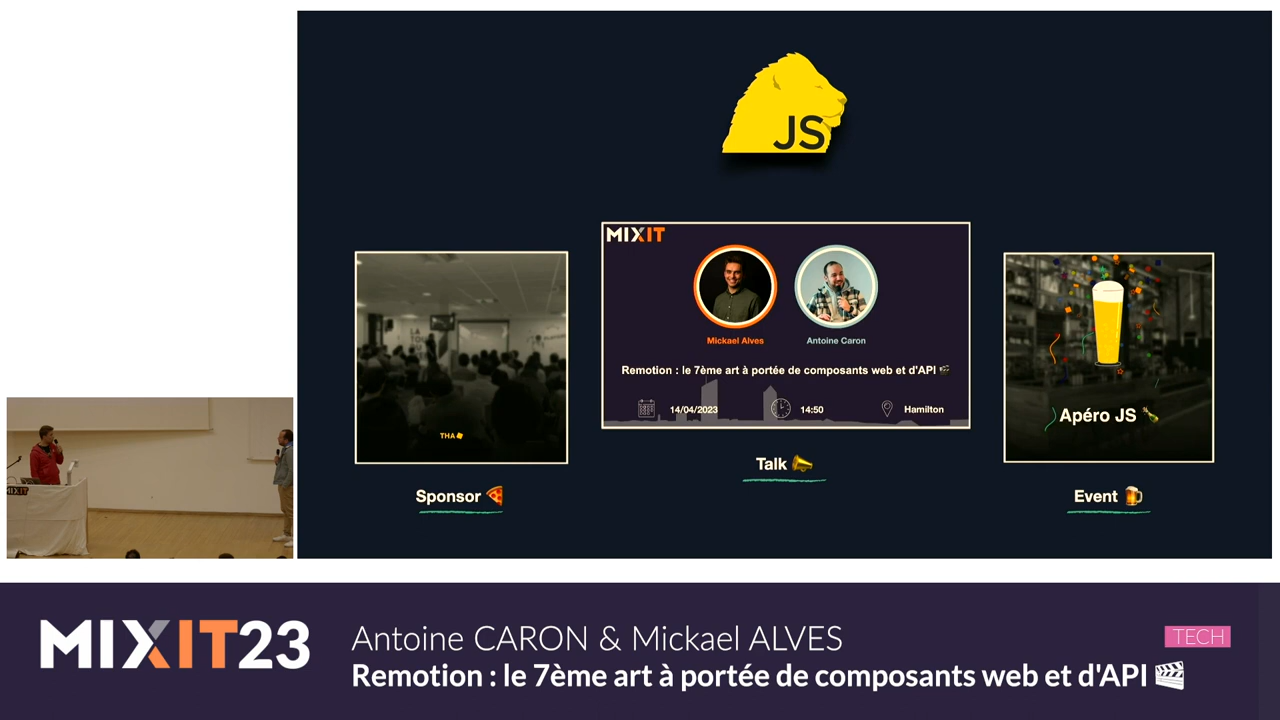 JS
MIXIT
Mickael Alves
Antoine Caron
Remotion : le 7ème art à portée de composants web et d'API 🎬
14/04/2023
14:50
Hamilton
THA
Apéro JS 🍾
Talk 📣
Sponsor 🍕
Event 🍺
MIXIT
MIXIT23
Antoine CARON & Mickael ALVES
TECH
Remotion : le 7ème art à portée de composants web et d'API 🎬